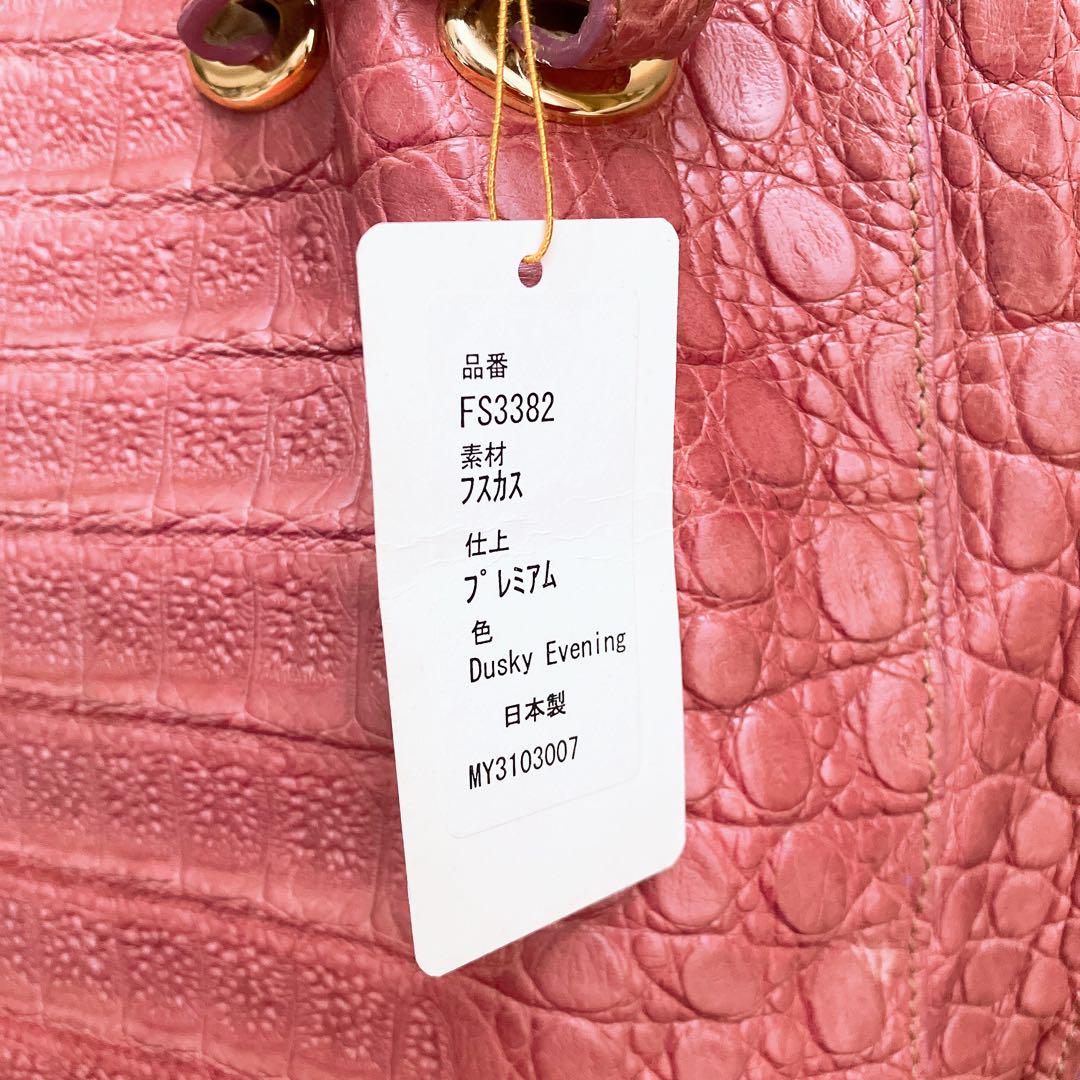 品番
FS3382
素材
フスカス
仕上
プレミアム
色
Dusky Evening
日本製
MY3103007